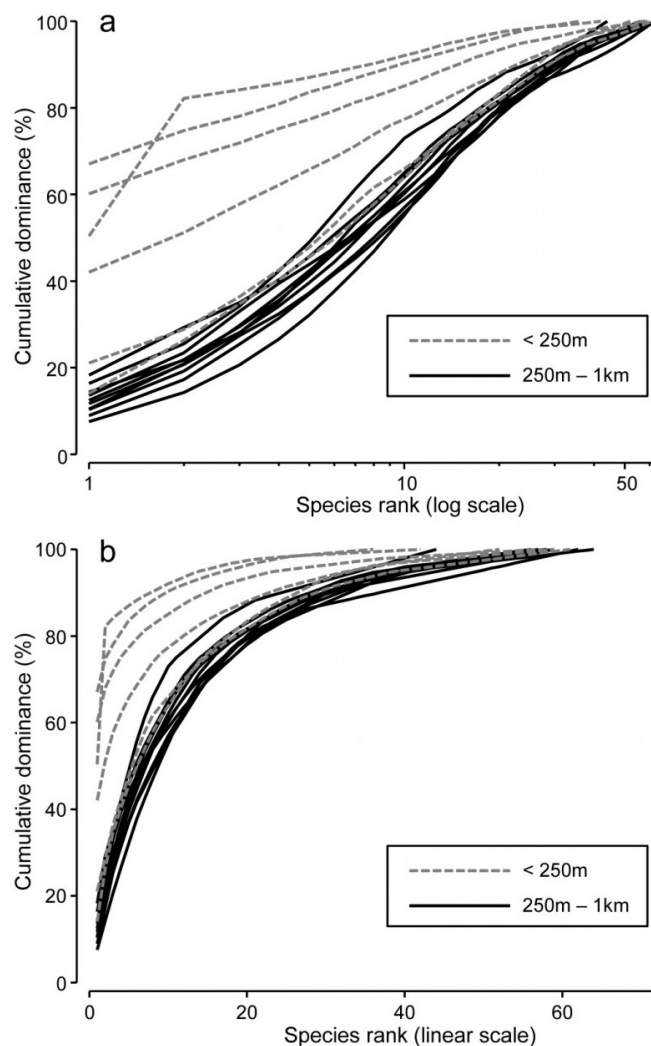 a
100
80
60
40
20
0
Cumulative dominance (%)
< 250m
250m – 1km
1
10
50
Species rank (log scale)
b
100
80
60
40
20
0
Cumulative dominance (%)
< 250m
250m – 1km
0
20
40
60
Species rank (linear scale)